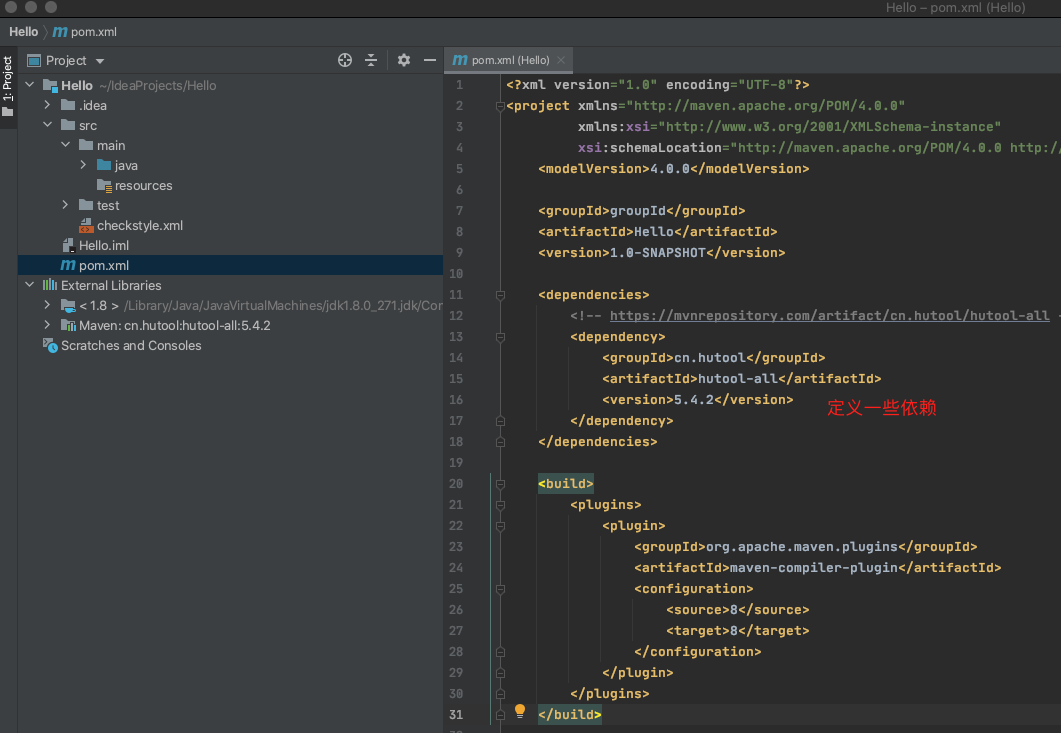 Hello – pom.xml (Hello)
Hello
m pom.xml
1: Project
Project
Hello ~/IdeaProjects/Hello
.idea
src
main
java
resources
test
checkstyle.xml
Hello.iml
m pom.xml
External Libraries
< 1.8 > /Library/Java/JavaVirtualMachines/jdk1.8.0_271.jdk/Cor
Maven: cn.hutool:hutool-all:5.4.2
Scratches and Consoles
m pom.xml (Hello)
1 <?xml version="1.0" encoding="UTF-8"?>
2 <project xmlns="http://maven.apache.org/POM/4.0.0"
3 xmlns:xsi="http://www.w3.org/2001/XMLSchema-instance"
4 xsi:schemaLocation="http://maven.apache.org/POM/4.0.0 http:/
5 <modelVersion>4.0.0</modelVersion>
6
7 <groupId>groupId</groupId>
8 <artifactId>Hello</artifactId>
9 <version>1.0-SNAPSHOT</version>
10
11 <dependencies>
12 <!-- https://mvnrepository.com/artifact/cn.hutool/hutool-all -
13 <dependency>
14 <groupId>cn.hutool</groupId>
15 <artifactId>hutool-all</artifactId>
16 <version>5.4.2</version>
定义一些依赖
17 </dependency>
18 </dependencies>
19
20 <build>
21 <plugins>
22 <plugin>
23 <groupId>org.apache.maven.plugins</groupId>
24 <artifactId>maven-compiler-plugin</artifactId>
25 <configuration>
26 <source>8</source>
27 <target>8</target>
28 </configuration>
29 </plugin>
30 </plugins>
31 </build>